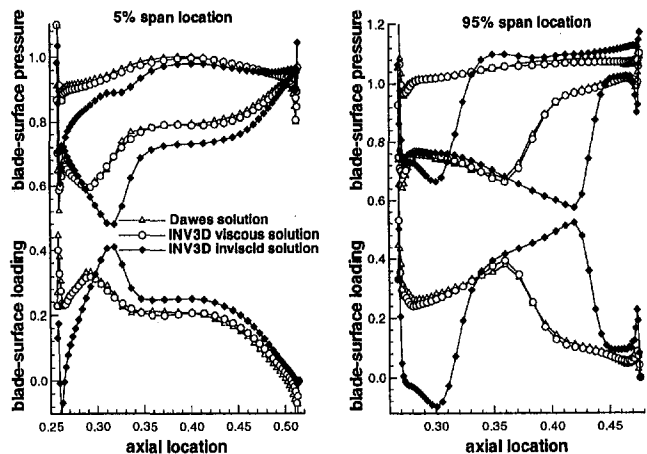 5% span location
95% span location
blade-surface pressure
blade-surface loading
1.0
0.8
0.6
0.4
0.2
0.0
0.25
0.30
0.35
0.40
0.45
0.50
axial location
Dawes solution
INV3D viscous solution
INV3D inviscid solution
blade-surface pressure
blade-surface loading
1.2
1.0
0.8
0.6
0.4
0.2
0.0
0.30
0.35
0.40
0.45
axial location